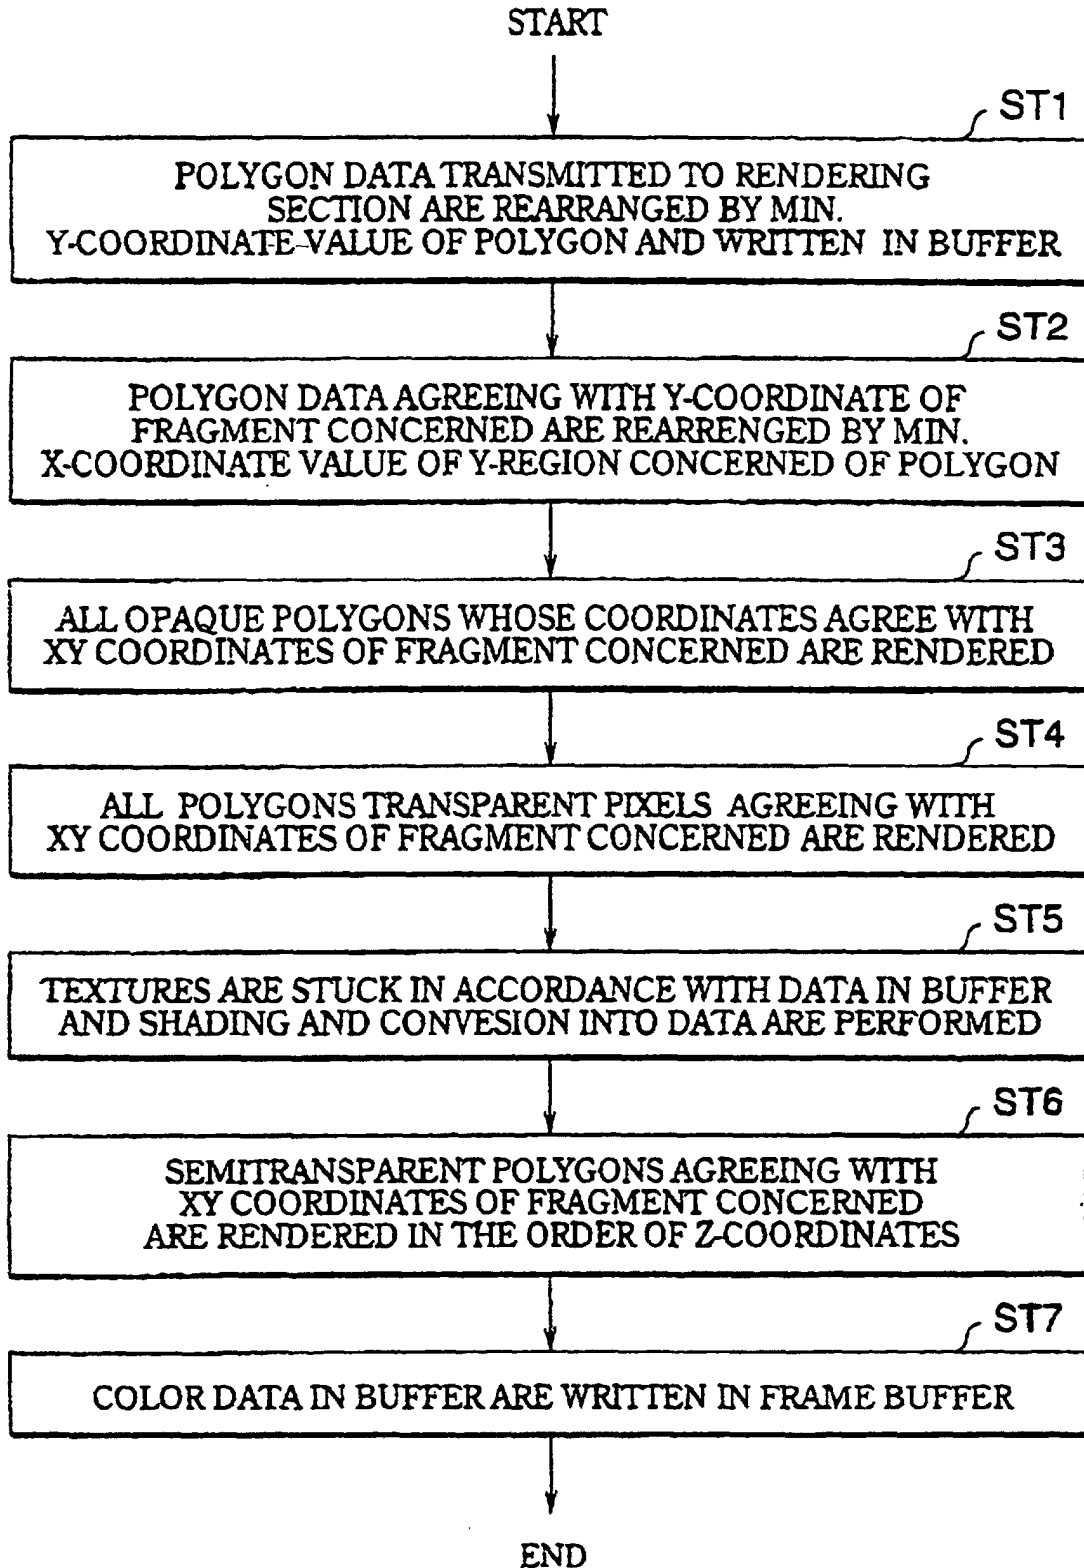 START
ST1
POLYGON DATA TRANSMITTED TO RENDERING
SECTION ARE REARRANGED BY MIN.
Y-COORDINATE-VALUE OF POLYGON AND WRITTEN IN BUFFER
ST2
POLYGON DATA AGREEING WITH Y-COORDINATE OF
FRAGMENT CONCERNED ARE REARRENGED BY MIN.
X-COORDINATE VALUE OF Y-REGION CONCERNED OF POLYGON
ST3
ALL OPAQUE POLYGONS WHOSE COORDINATES AGREE WITH
XY COORDINATES OF FRAGMENT CONCERNED ARE RENDERED
ST4
ALL POLYGONS TRANSPARENT PIXELS AGREEING WITH
XY COORDINATES OF FRAGMENT CONCERNED ARE RENDERED
ST5
TEXTURES ARE STUCK IN ACCORDANCE WITH DATA IN BUFFER
AND SHADING AND CONVESION INTO DATA ARE PERFORMED
ST6
SEMITRANSPARENT POLYGONS AGREEING WITH
XY COORDINATES OF FRAGMENT CONCERNED
ARE RENDERED IN THE ORDER OF Z-COORDINATES
ST7
COLOR DATA IN BUFFER ARE WRITTEN IN FRAME BUFFER
END